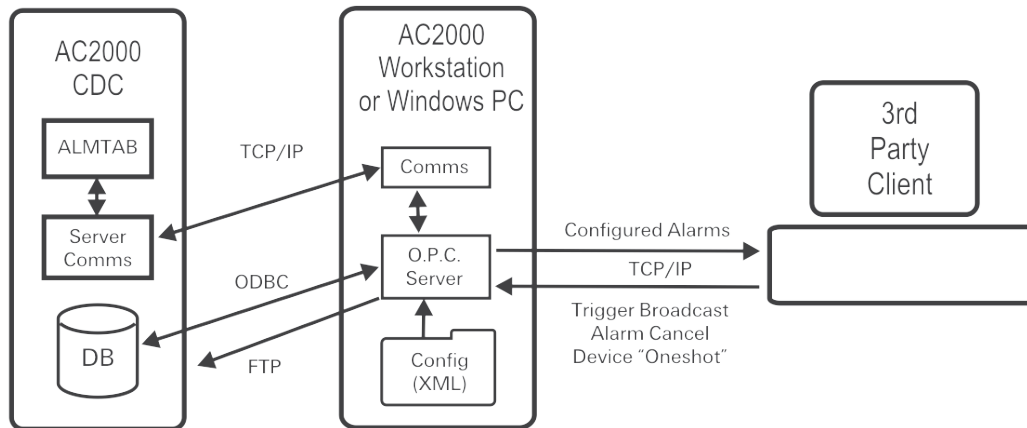 AC2000
CDC
ALMTAB
Server
Comms
DB
TCP/IP
ODBC
FTP
AC2000
Workstation
or Windows PC
Comms
O.P.C.
Server
Config
(XML)
Configured Alarms
TCP/IP
Trigger Broadcast
Alarm Cancel
Device “Oneshot”
3rd
Party
Client